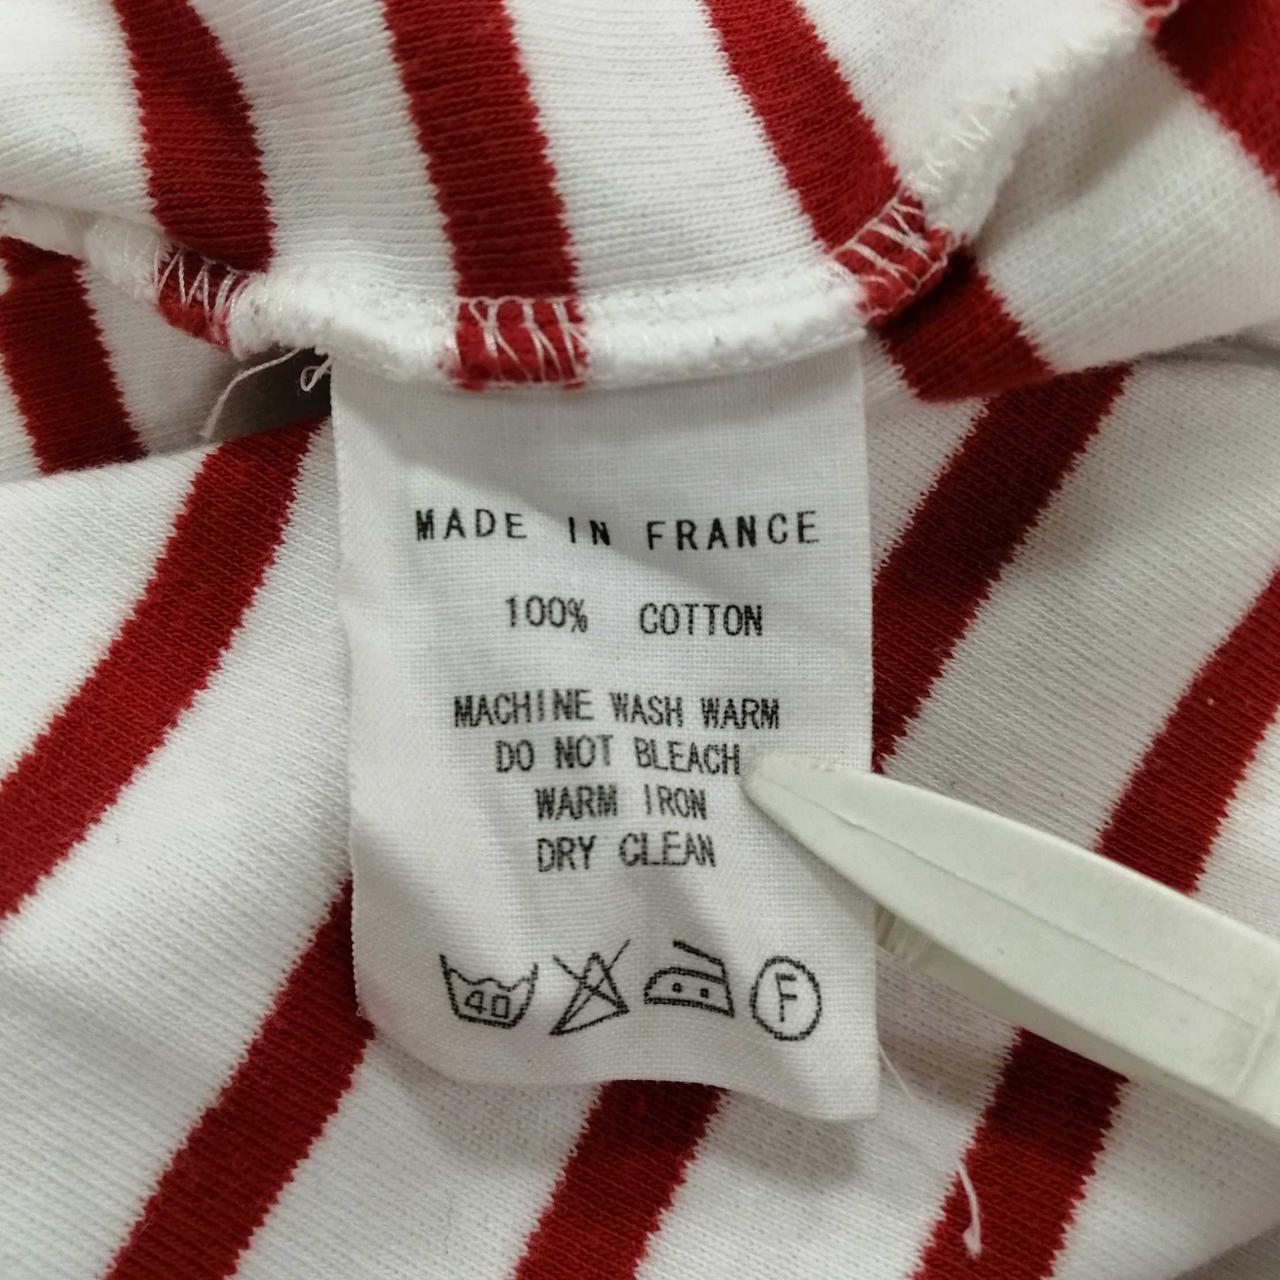 MADE IN FRANCE
100% COTTON
MACHINE WASH WARM
DO NOT BLEACH
WARM IRON
DRY CLEAN
40 F